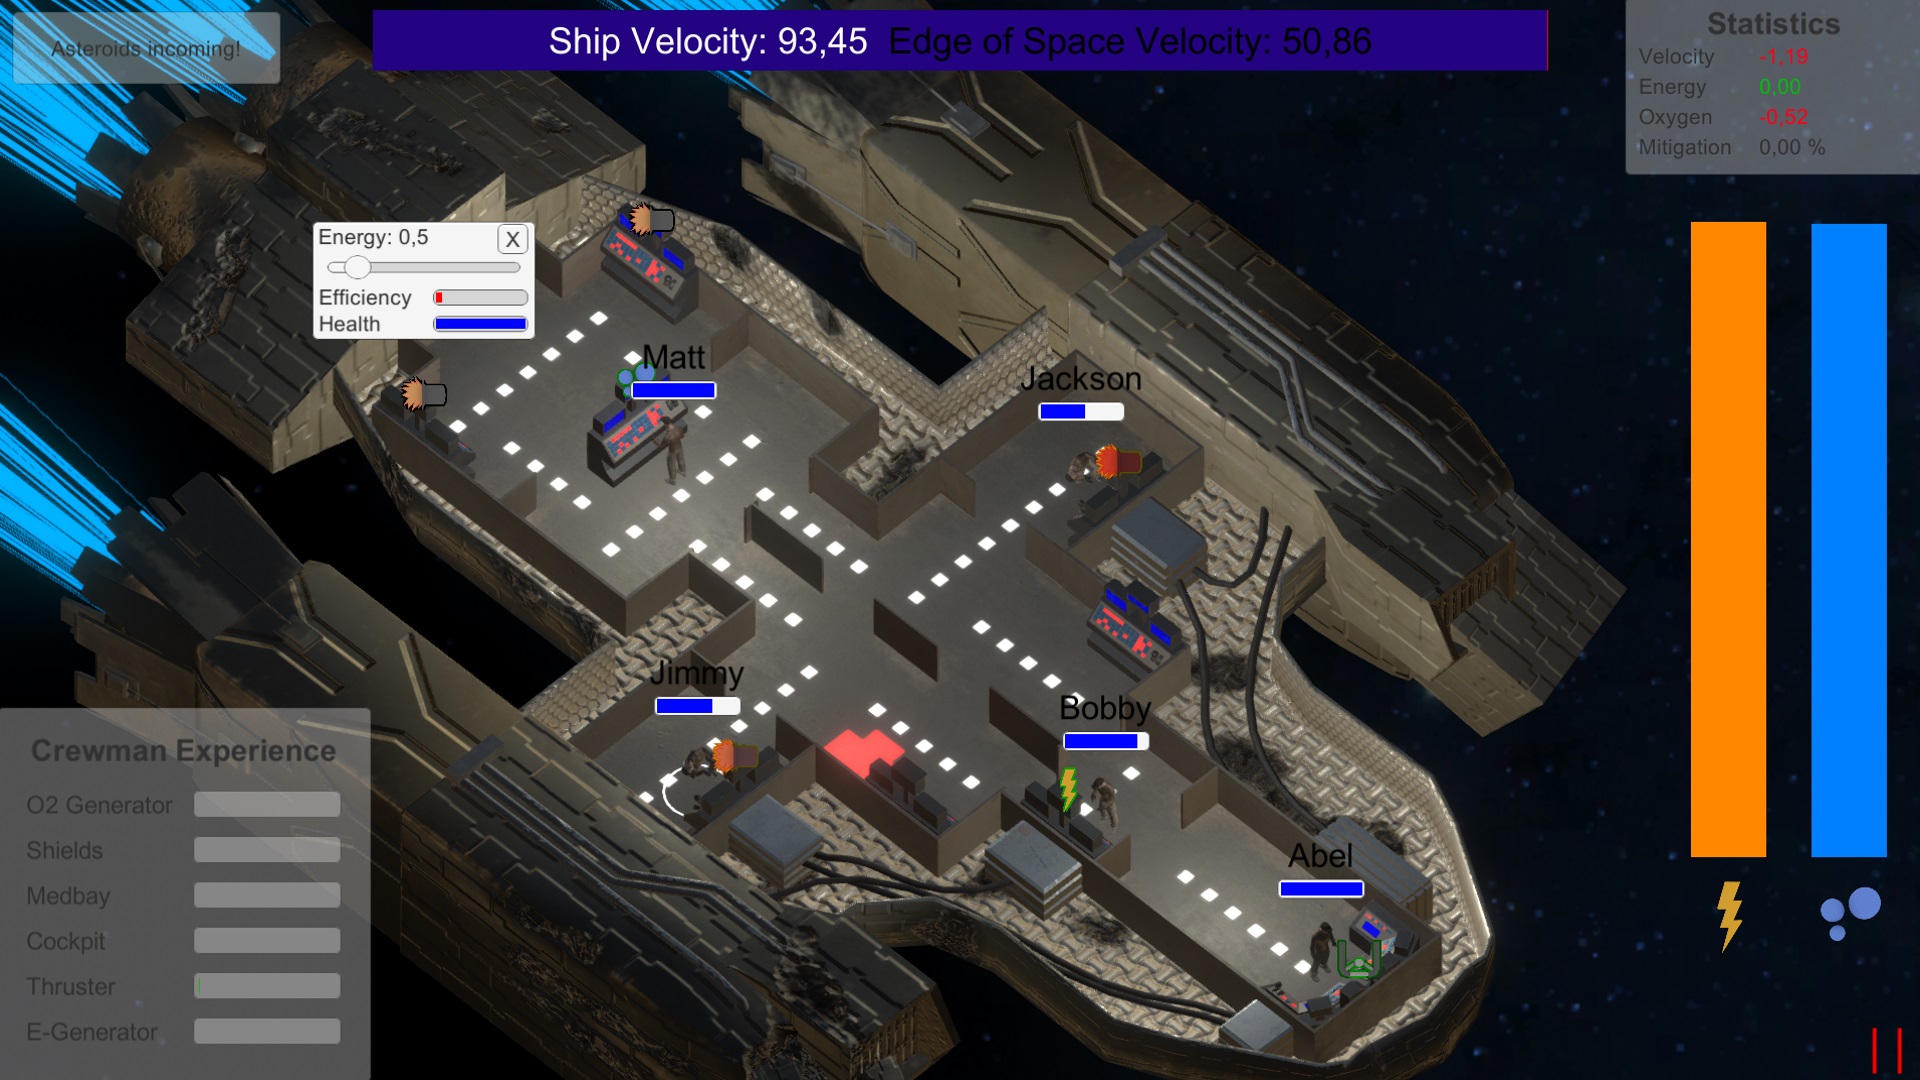 Asteroids incoming!
Ship Velocity: 93,45 Edge of Space Velocity: 50,86
Statistics
Velocity -1,19
Energy 0,00
Oxygen -0,52
Mitigation 0,00 %
Energy: 0,5 X
Efficiency
Health
Matt
Jackson
Jimmy
Bobby
Abel
Crewman Experience
O2 Generator
Shields
Medbay
Cockpit
Thruster
E-Generator